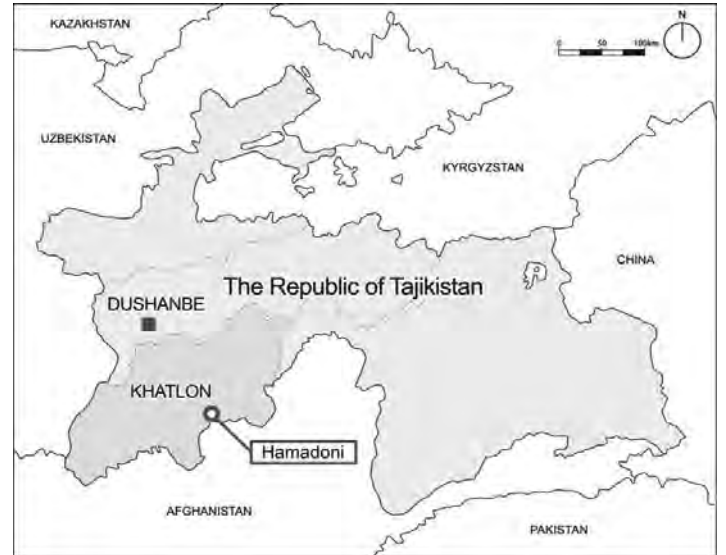 KAZAKHSTAN
N
0 50 100km
UZBEKISTAN
KYRGYZSTAN
CHINA
The Republic of Tajikistan
DUSHANBE
KHATLON
Hamadoni
AFGHANISTAN
PAKISTAN